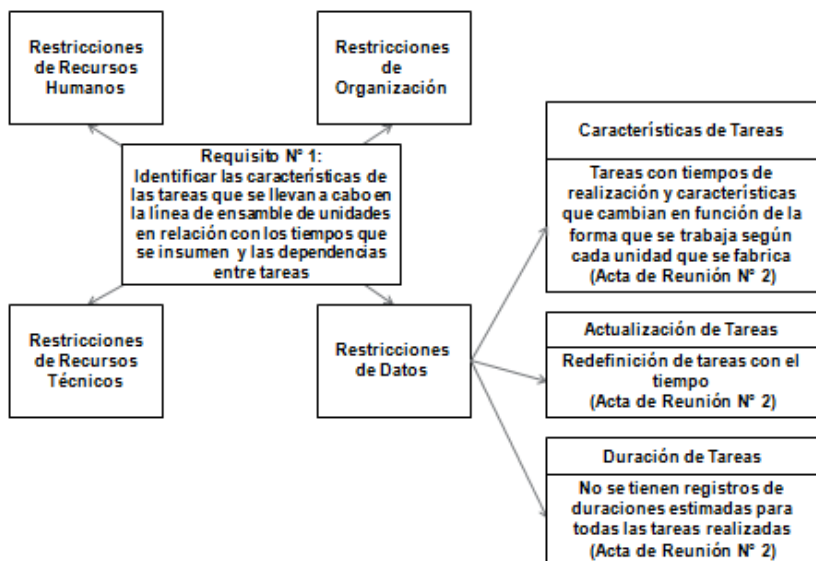 Restricciones
de Recursos
Humanos
Restricciones
de
Organización
Requisito Nº 1:
Identificar las características de
las tareas que se llevan a cabo en
la línea de ensamble de unidades
en relación con los tiempos que
se insumen y las dependencias
entre tareas
Restricciones
de Recursos
Técnicos
Restricciones
de Datos
Características de Tareas
Tareas con tiempos de
realización y características
que cambian en función de la
forma que se trabaja según
cada unidad que se fabrica
(Acta de Reunión Nº 2)
Actualización de Tareas
Redefinición de tareas con el
tiempo
(Acta de Reunión Nº 2)
Duración de Tareas
No se tienen registros de
duraciones estimadas para
todas las tareas realizadas
(Acta de Reunión Nº 2)